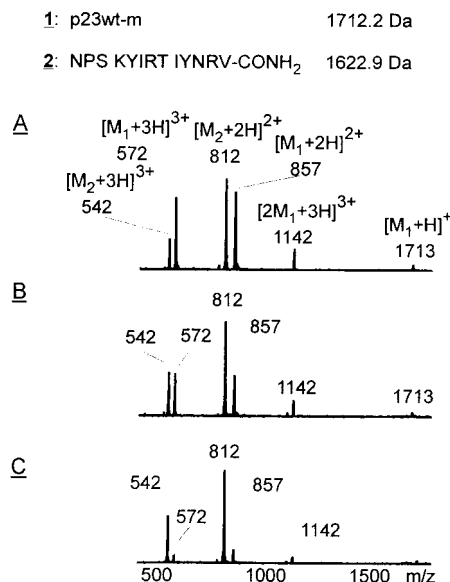 1: p23wt-m 1712.2 Da
2: NPS KYIRT IYNRV-CONH₂ 1622.9 Da
A
[M₁+3H]³⁺ [M₂+2H]²⁺ [M₁+2H]²⁺
572 812 857
[M₂+3H]³⁺
542
[2M₁+3H]³⁺ [M₁+H]⁺
1142 1713
B
812
542 572 857
1142 1713
C
812
542 857
572 1142
500 1000 1500 m/z